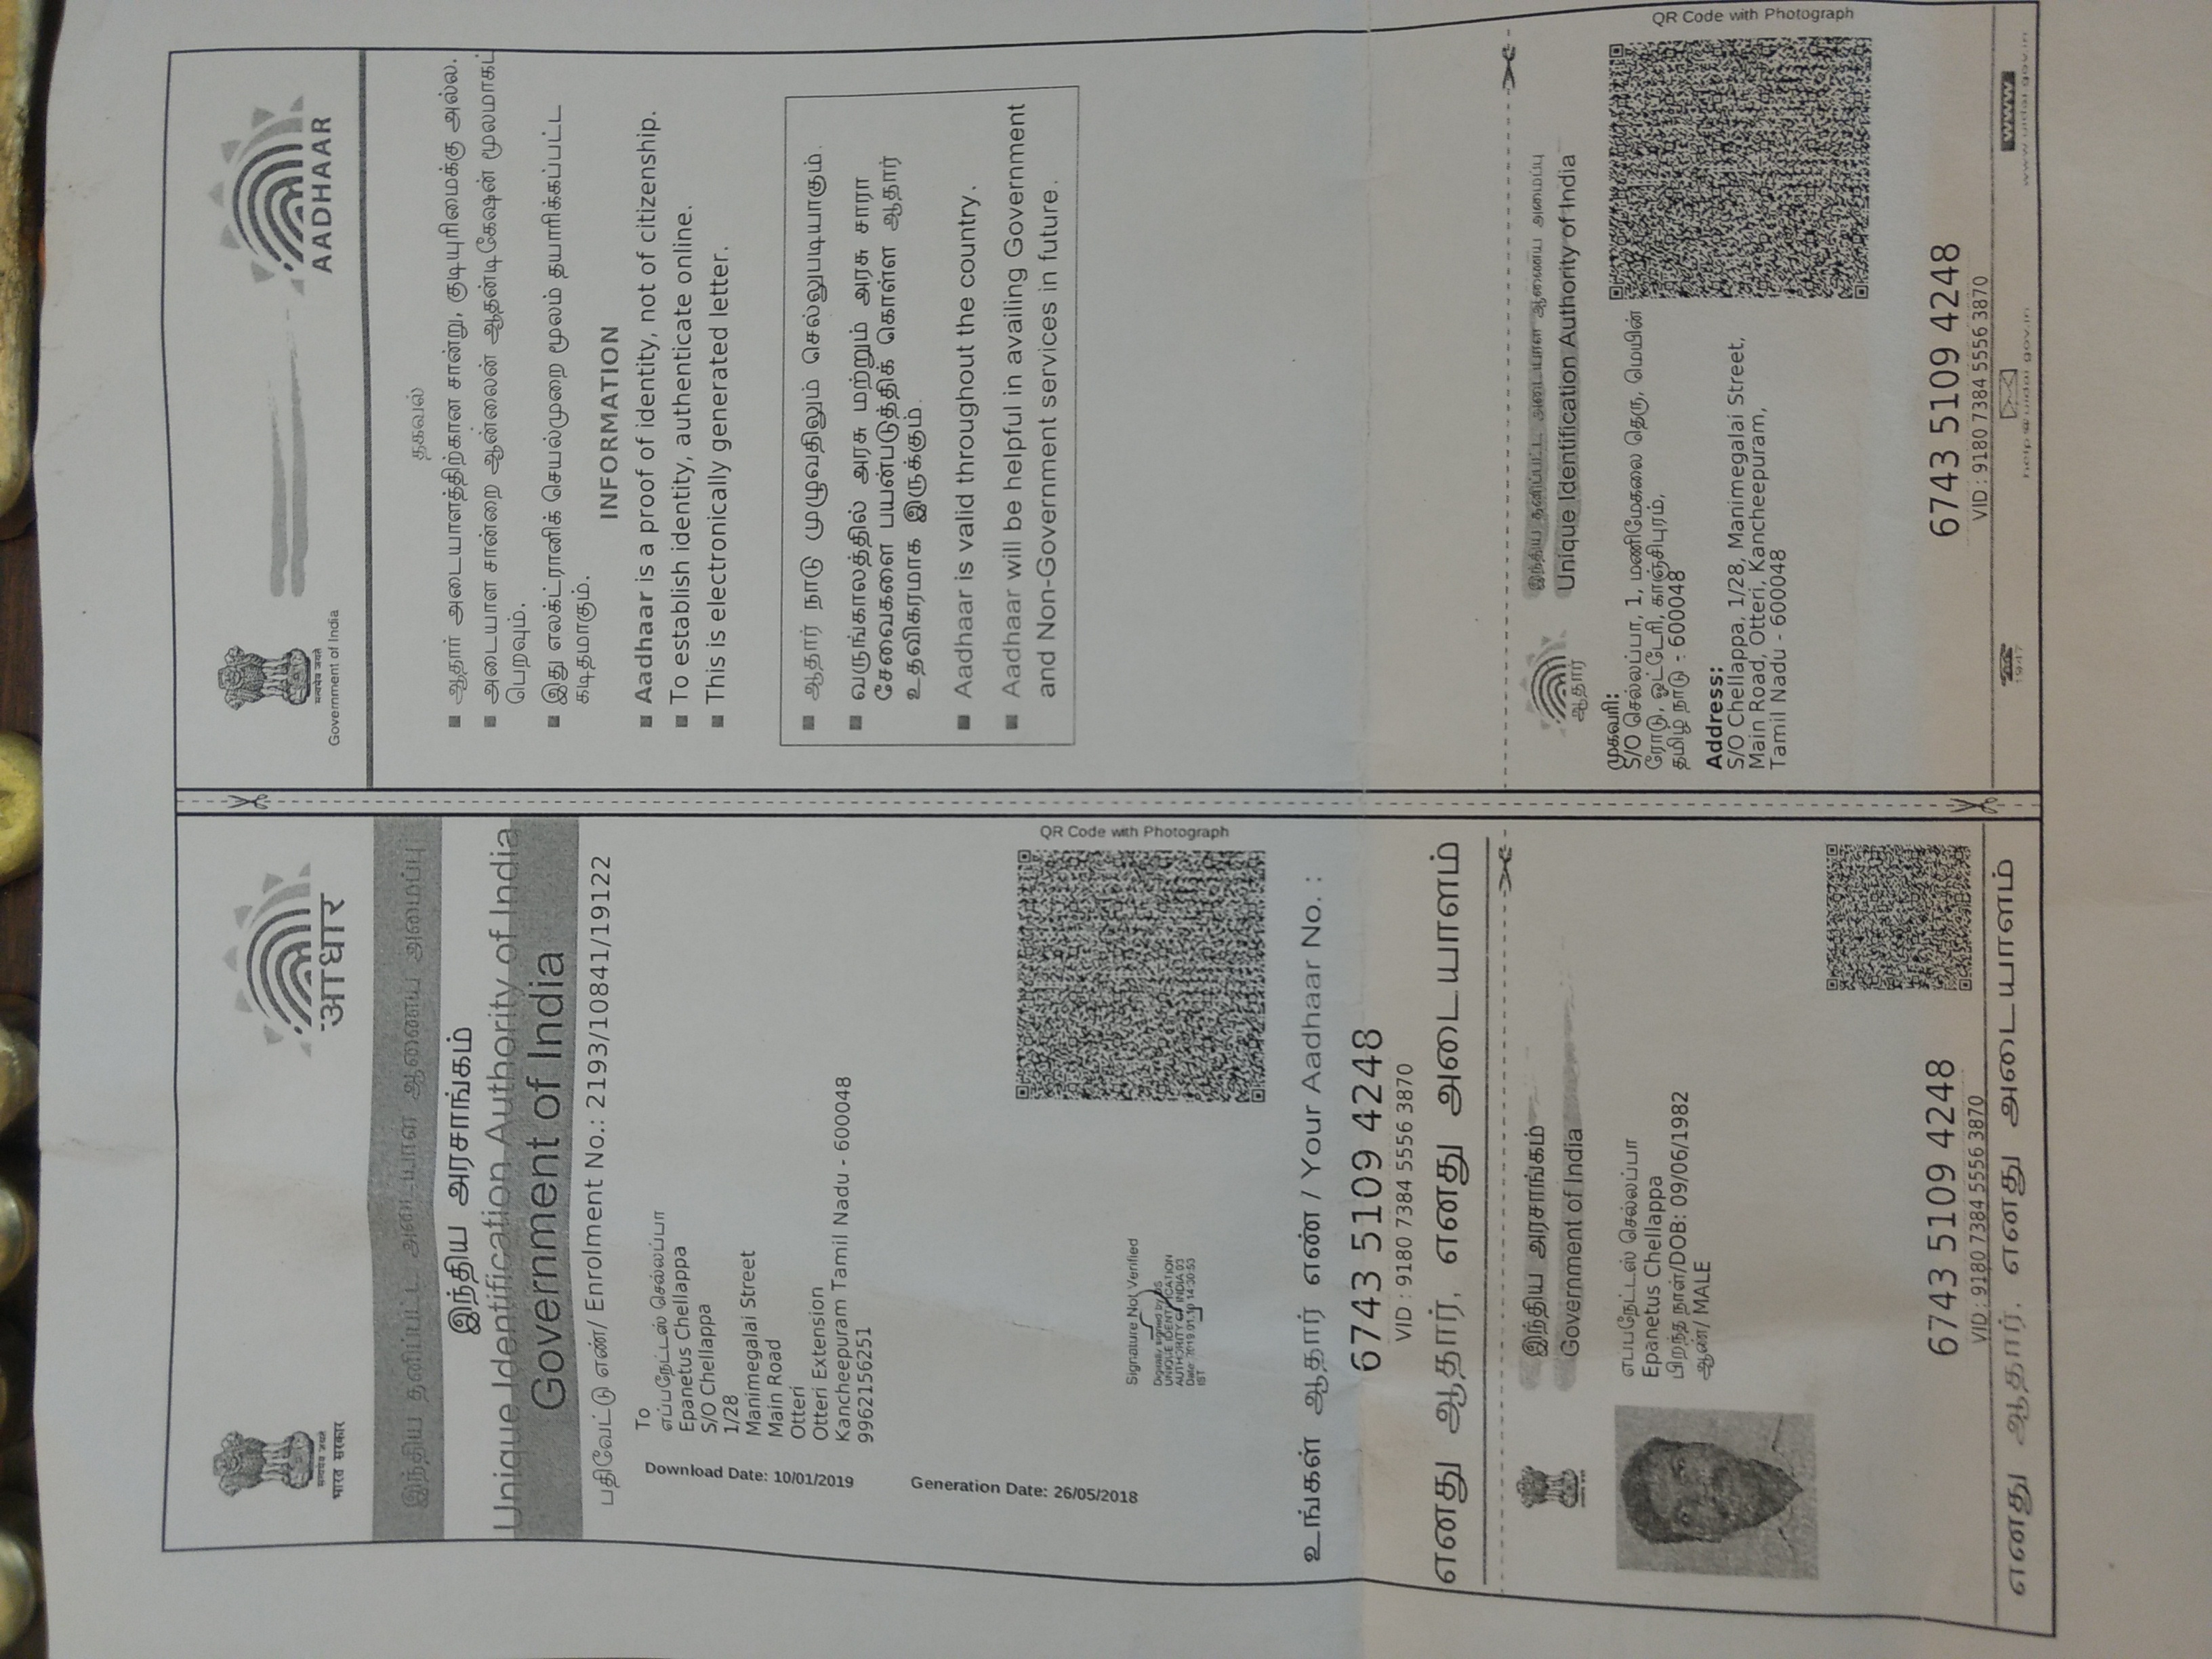 भारत सरकार
आधार
இந்திய தனிப்பட்ட அடையாள ஆணைய அமைப்பு
இந்திய அரசாங்கம்
Unique Identification Authority of India
Government of India
பதிவேட்டு எண்/ Enrolment No.: 2193/10841/19122
To
எப்பநேட்டஸ் செல்லப்பா
Epanetus Chellappa
S/O Chellappa
1/28
Manimegalai Street
Main Road
Otteri
Otteri Extension
Kancheepuram Tamil Nadu - 600048
9962156251
Download Date: 10/01/2019
Generation Date: 26/05/2018
QR Code with Photograph
Signature Not Verified
Digitally signed by DS
UNIQUE IDENTIFICATION
AUTHORITY OF INDIA 03
Date: 2019.01.10 14:30:53
IST
உங்கள் ஆதார் எண் / Your Aadhaar No. :
6743 5109 4248
VID : 9180 7384 5556 3870
எனது ஆதார், எனது அடையாளம்
இந்திய அரசாங்கம்
Government of India
எப்பநேட்டஸ் செல்லப்பா
Epanetus Chellappa
பிறந்த நாள்/DOB: 09/06/1982
ஆண்/ MALE
6743 5109 4248
VID : 9180 7384 5556 3870
எனது ஆதார், எனது அடையாளம்
सत्यमेव जयते
Government of India
AADHAAR
தகவல்
■ ஆதார் அடையாளத்திற்கான சான்று, குடியுரிமைக்கு அல்ல.
■ அடையாள சான்றை ஆன்லைன் ஆதன்டிகேஷன் மூலமாகப்
பெறவும்.
■ இது எலக்ட்ரானிக் செயல்முறை மூலம் தயாரிக்கப்பட்ட
கடிதமாகும்.
INFORMATION
■ Aadhaar is a proof of identity, not of citizenship.
■ To establish identity, authenticate online.
■ This is electronically generated letter.
■ ஆதார் நாடு முழுவதிலும் செல்லுபடியாகும்.
■ வருங்காலத்தில் அரசு மற்றும் அரசு சாரா
சேவைகளை பயன்படுத்திக் கொள்ள ஆதார்
உதவிகரமாக இருக்கும்.
■ Aadhaar is valid throughout the country.
■ Aadhaar will be helpful in availing Government
and Non-Government services in future.
ஆதார்
இந்திய தனிப்பட்ட அடையாள ஆணைய அமைப்பு
Unique Identification Authority of India
முகவரி:
S/O செல்லப்பா, 1, மணிமேகலை தெரு, மெயின்
ரோடு, ஓட்டேரி, காஞ்சிபுரம்,
தமிழ் நாடு - 600048
Address:
S/O Chellappa, 1/28, Manimegalai Street,
Main Road, Otteri, Kancheepuram,
Tamil Nadu - 600048
QR Code with Photograph
6743 5109 4248
VID : 9180 7384 5556 3870
1947
help@uidai.gov.in
www
www.uidai.gov.in